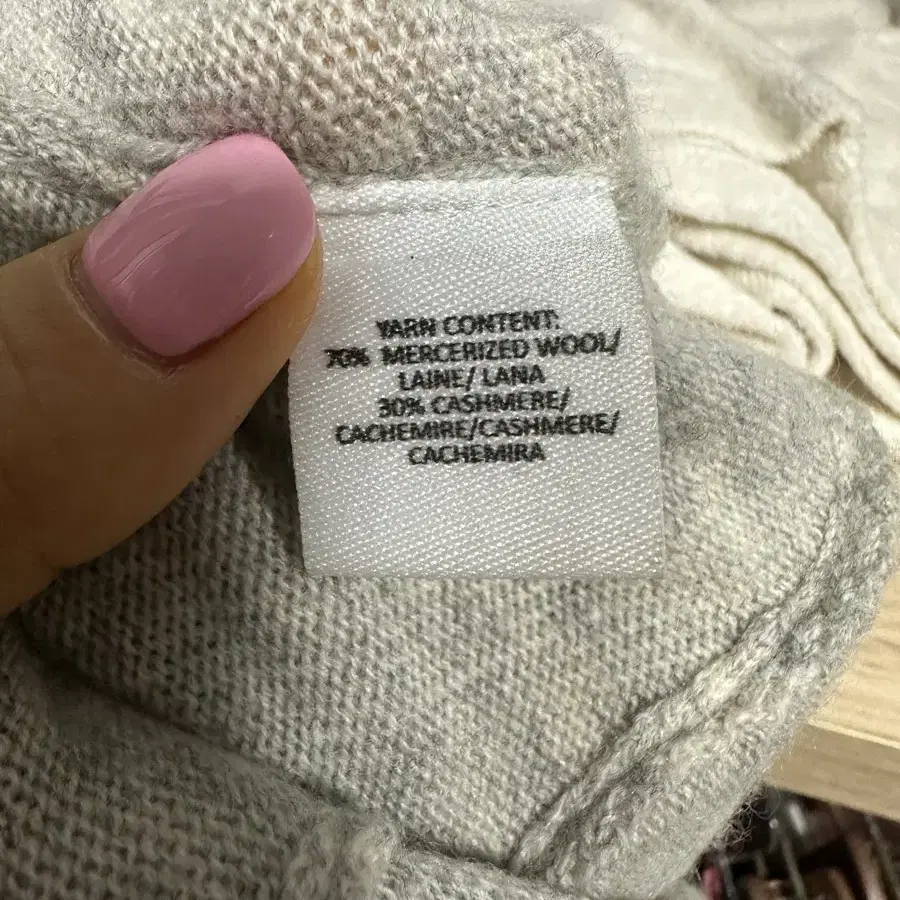 YARN CONTENT:
70% MERCERIZED WOOL/
LAINE/ LANA
30% CASHMERE/
CACHEMIRE/CASHMERE/
CACHEMIRA